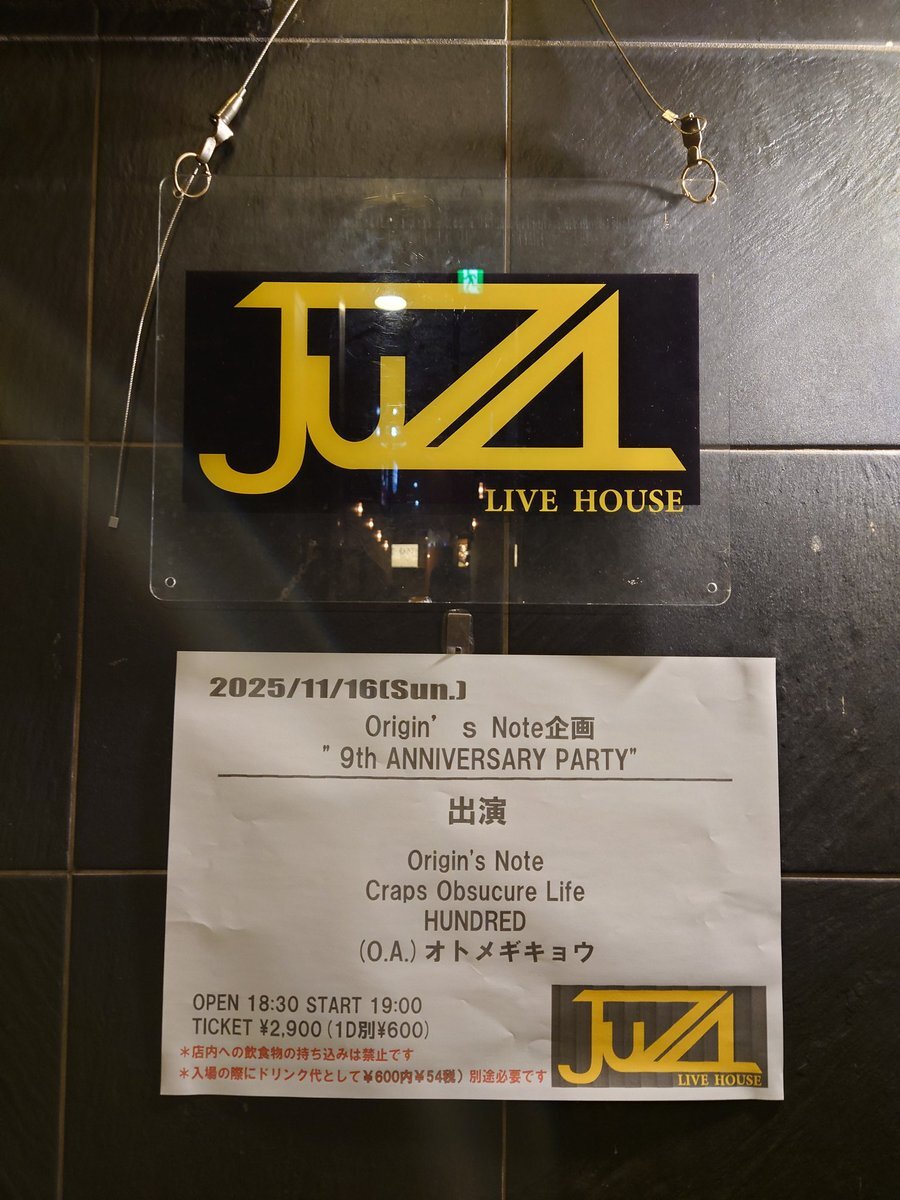 JUZA
LIVE HOUSE
2025/11/16(Sun.)
Origin’s Note企画
”9th ANNIVERSARY PARTY”
出演
Origin's Note
Craps Obsucure Life
HUNDRED
(O.A.)オトメギキョウ
OPEN 18:30 START 19:00
TICKET ¥2,900(1D別¥600)
＊店内への飲食物の持ち込みは禁止です
＊入場の際にドリンク代として¥600内¥54税）別途必要です
JUZA
LIVE HOUSE